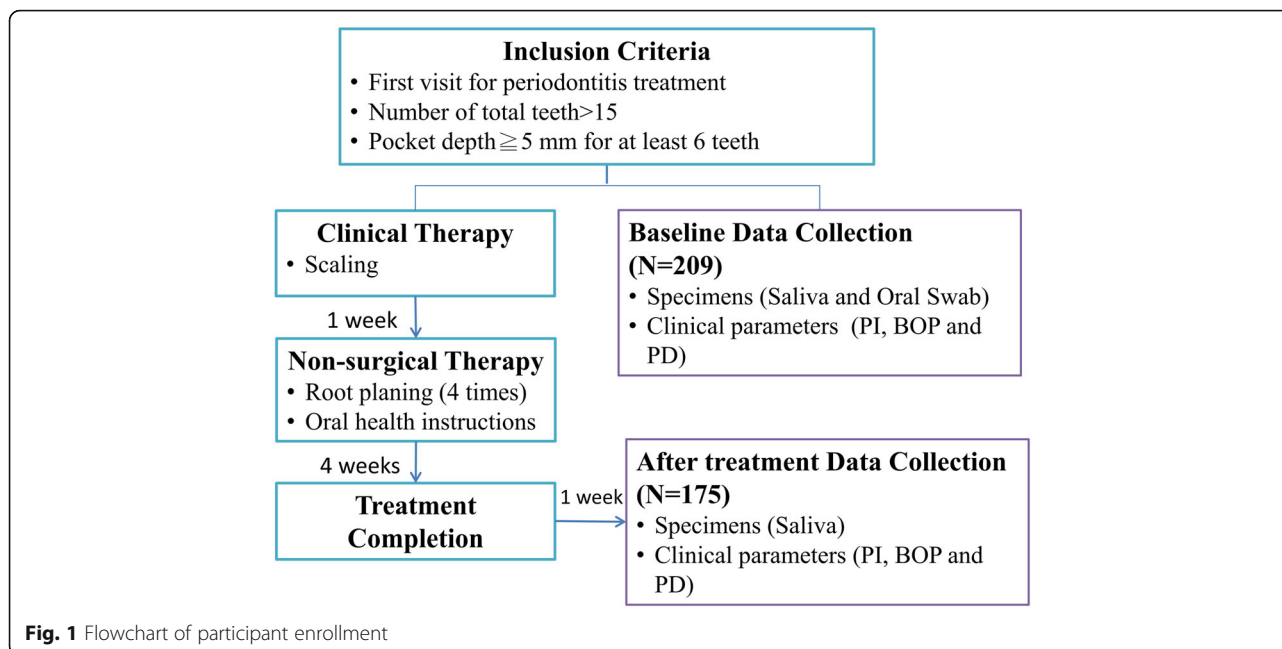 Inclusion Criteria
• First visit for periodontitis treatment
• Number of total teeth>15
• Pocket depth≧5 mm for at least 6 teeth
Clinical Therapy
• Scaling
Baseline Data Collection
(N=209)
• Specimens (Saliva and Oral Swab)
• Clinical parameters (PI, BOP and
PD)
1 week
Non-surgical Therapy
• Root planing (4 times)
• Oral health instructions
4 weeks
Treatment
Completion
1 week
After treatment Data Collection
(N=175)
• Specimens (Saliva)
• Clinical parameters (PI, BOP and
PD)
Fig. 1 Flowchart of participant enrollment